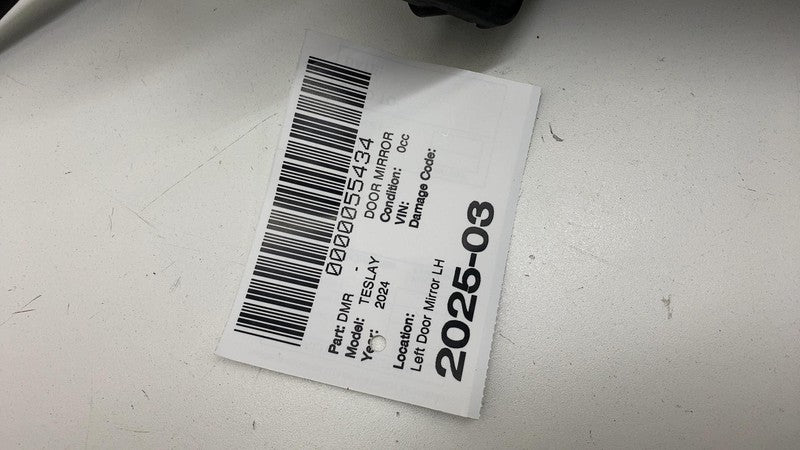 0000055434
Part: DMR - DOOR MIRROR
Model: TESLAY Condition: 0cc
Year: 2024 VIN:
Damage Code:
Location:
Left Door Mirror LH
2025-03